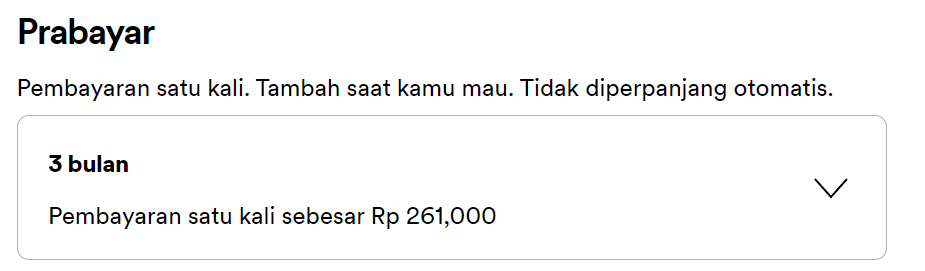 Prabayar
Pembayaran satu kali. Tambah saat kamu mau. Tidak diperpanjang otomatis.
3 bulan
Pembayaran satu kali sebesar Rp 261,000